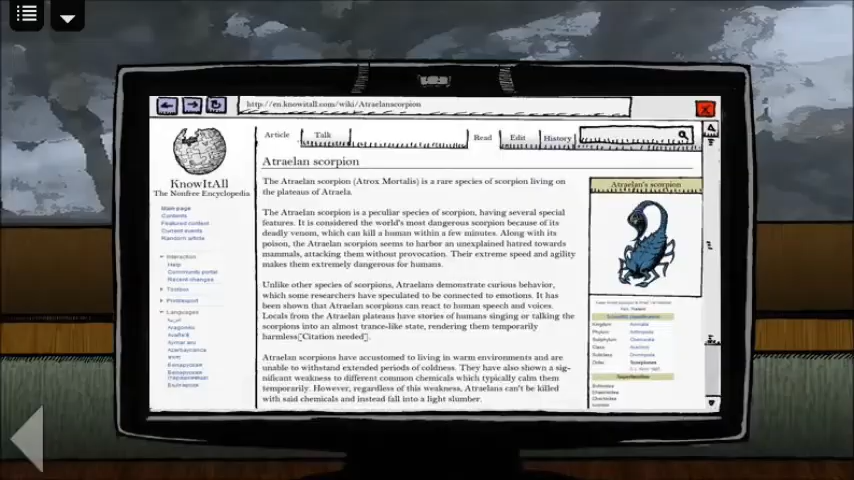 http://en.knowitall.com/wiki/Atraelanscorpion
Article
Talk
Read
Edit
History
KnowItAll
The Nonfree Encyclopedia
Main page
Contents
Featured content
Current events
Random article
Interaction
Help
Community portal
Recent changes
Toolbox
Print/export
Languages
Atraelan scorpion
The Atraelan scorpion (Atrox Mortalis) is a rare species of scorpion living on
the plateaus of Atraela.
The Atraelan scorpion is a peculiar species of scorpion, having several special
features. It is considered the world's most dangerous scorpion because of its
deadly venom, which can kill a human within a few minutes. Along with its
poison, the Atraelan scorpion seems to harbor an unexplained hatred towards
mammals, attacking them without provocation. Their extreme speed and agility
makes them extremely dangerous for humans.
Unlike other species of scorpions, Atraelans demonstrate curious behavior,
which some researchers have speculated to be connected to emotions. It has
been shown that Atraelan scorpions can react to human speech and voices.
Locals from the Atraelan plateaus have stories of humans singing or talking the
scorpions into an almost trance-like state, rendering them temporarily
harmless[Citation needed].
Atraelan scorpions have accustomed to living in warm environments and are
unable to withstand extended periods of coldness. They have also shown a sig-
nificant weakness to different common chemicals which typically calm them
temporarily. However, regardless of this weakness, Atraelans can't be killed
with said chemicals and instead fall into a light slumber.
Atraelan's scorpion
Scientific classification
Kingdom:
Phylum:
Subphylum:
Class:
Subclass:
Order:
Scorpiones
Superfamilies